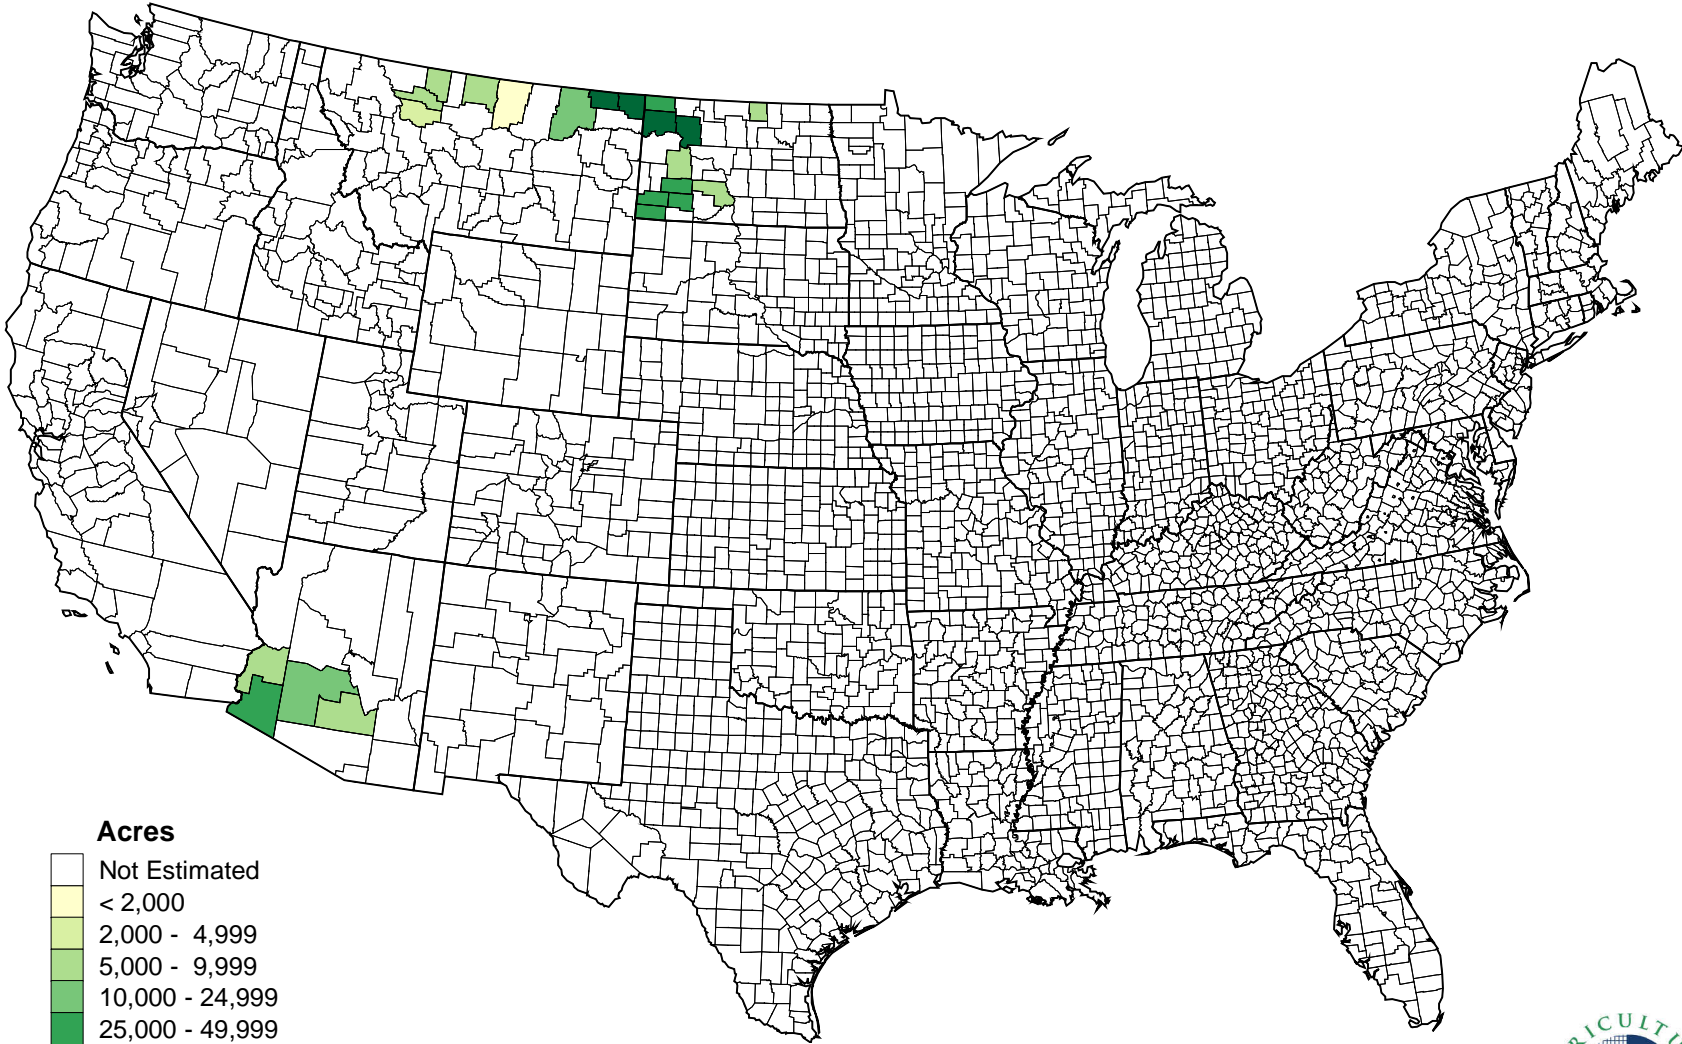 Acres
Not Estimated
< 2,000
2,000 - 4,999
5,000 - 9,999
10,000 - 24,999
25,000 - 49,999
RICULTU